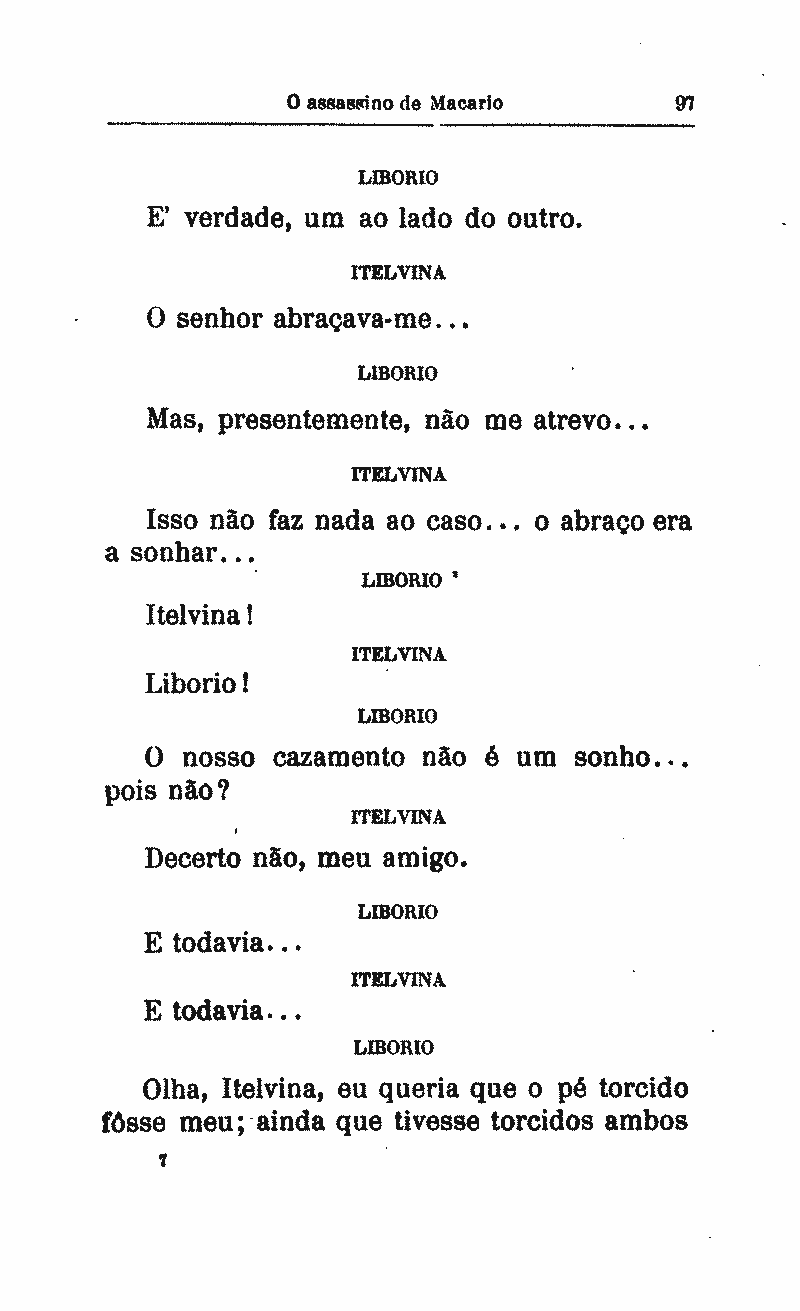 O assassino de Macario 97
LIBORIO
E' verdade, um ao lado do outro.
ITELVINA
O senhor abraçava-me...
LIBORIO
Mas, presentemente, não me atrevo...
ITELVINA
Isso não faz nada ao caso... o abraço era
a sonhar...
LIBORIO
Itelvina!
ITELVINA
Liborio!
LIBORIO
O nosso cazamento não é um sonho...
pois não?
ITELVINA
Decerto não, meu amigo.
LIBORIO
E todavia...
ITELVINA
E todavia...
LIBORIO
Olha, Itelvina, eu queria que o pé torcido
fôsse meu; ainda que tivesse torcidos ambos
7